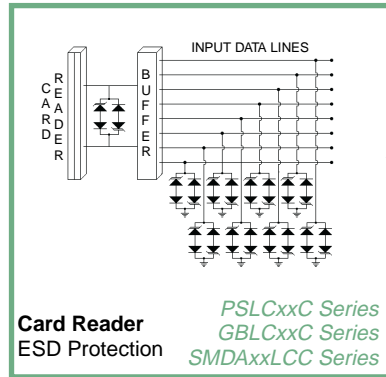 INPUT DATA LINES
CARD
READER
BUFFER
Card Reader
ESD Protection
PSLCxxC Series
GBLCxxC Series
SMDAxxLCC Series